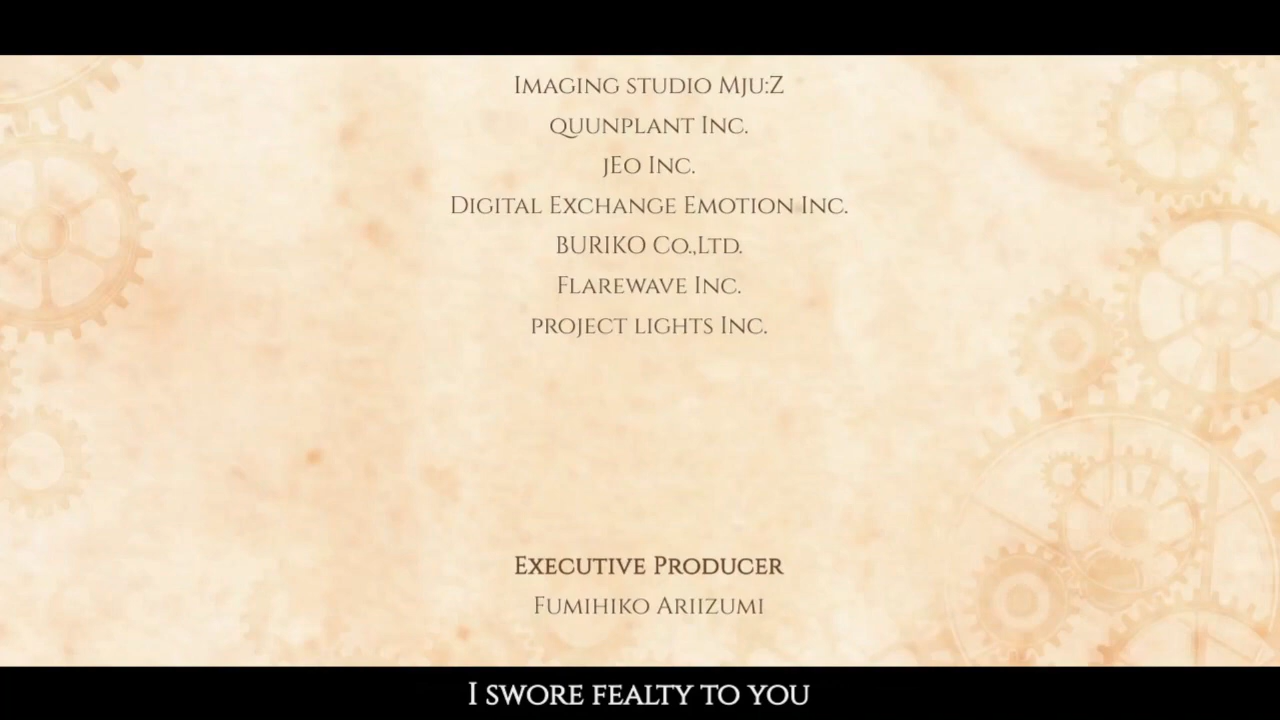 Imaging studio Mju:Z
QUUNPLANT Inc.
jEo Inc.
Digital Exchange Emotion Inc.
BURIKO Co.,Ltd.
Flarewave Inc.
project lights Inc.
Executive Producer
Fumihiko Ariizumi
I swore fealty to you